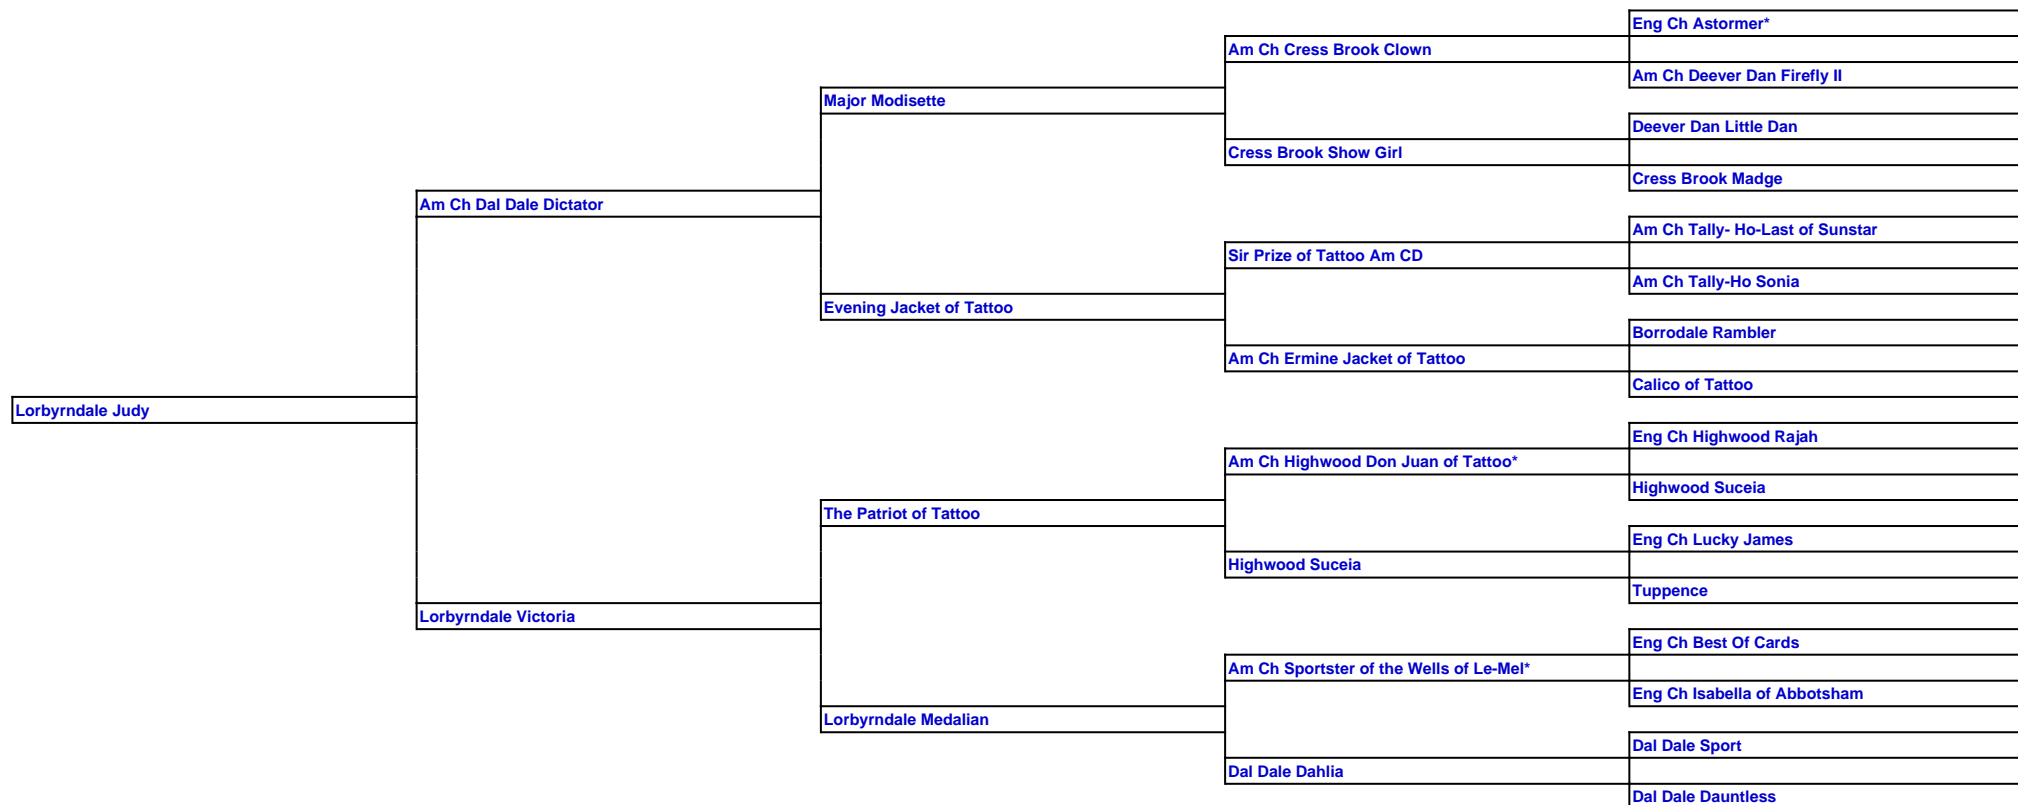 Eng Ch Astormer*
Am Ch Cress Brook Clown
Am Ch Deever Dan Firefly II
Major Modisette
Deever Dan Little Dan
Cress Brook Show Girl
Cress Brook Madge
Am Ch Dal Dale Dictator
Am Ch Tally- Ho-Last of Sunstar
Sir Prize of Tattoo Am CD
Am Ch Tally-Ho Sonia
Evening Jacket of Tattoo
Borrodale Rambler
Am Ch Ermine Jacket of Tattoo
Calico of Tattoo
Lorbyrndale Judy
Eng Ch Highwood Rajah
Am Ch Highwood Don Juan of Tattoo*
Highwood Suceia
The Patriot of Tattoo
Eng Ch Lucky James
Highwood Suceia
Tuppence
Lorbyrndale Victoria
Eng Ch Best Of Cards
Am Ch Sportster of the Wells of Le-Mel*
Eng Ch Isabella of Abbotsham
Lorbyrndale Medalian
Dal Dale Sport
Dal Dale Dahlia
Dal Dale Dauntless